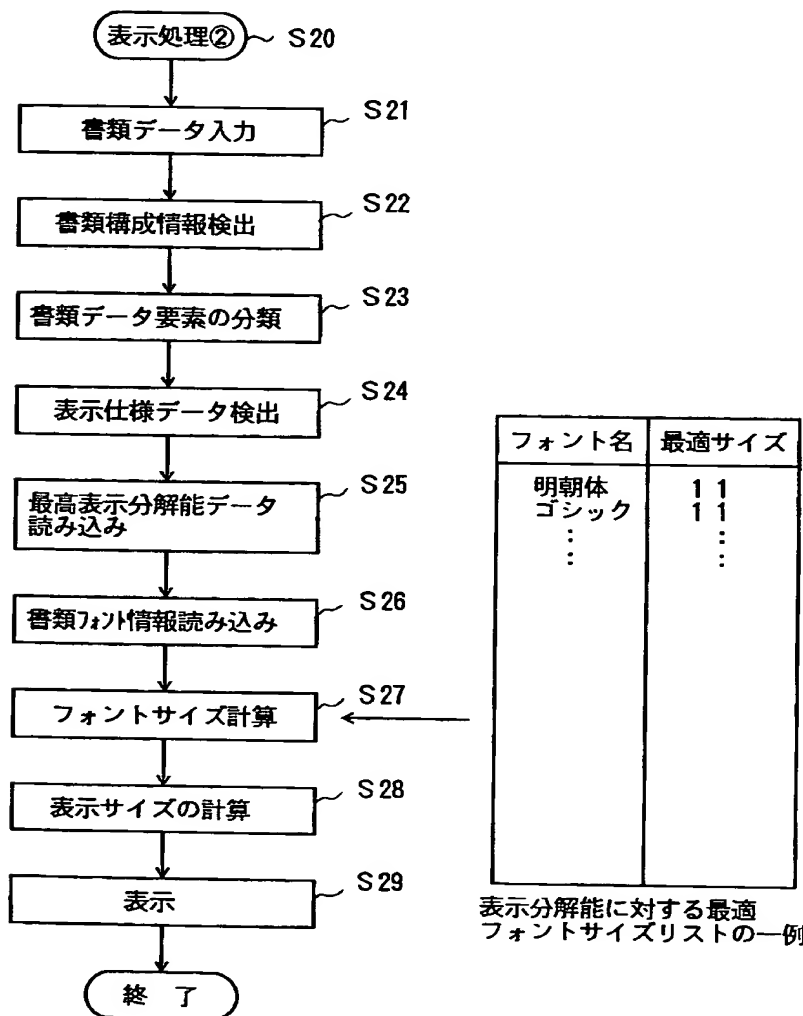 表示処理② S20
書類データ入力 S21
書類構成情報検出 S22
書類データ要素の分類 S23
表示仕様データ検出 S24
最高表示分解能データ S25
読み込み
書類フォント情報読み込み S26
フォントサイズ計算 S27
表示サイズの計算 S28
表示 S29
終 了
フォント名 最適サイズ
明朝体 11
ゴシック 11
: :
: :
表示分解能に対する最適
フォントサイズリストの一例